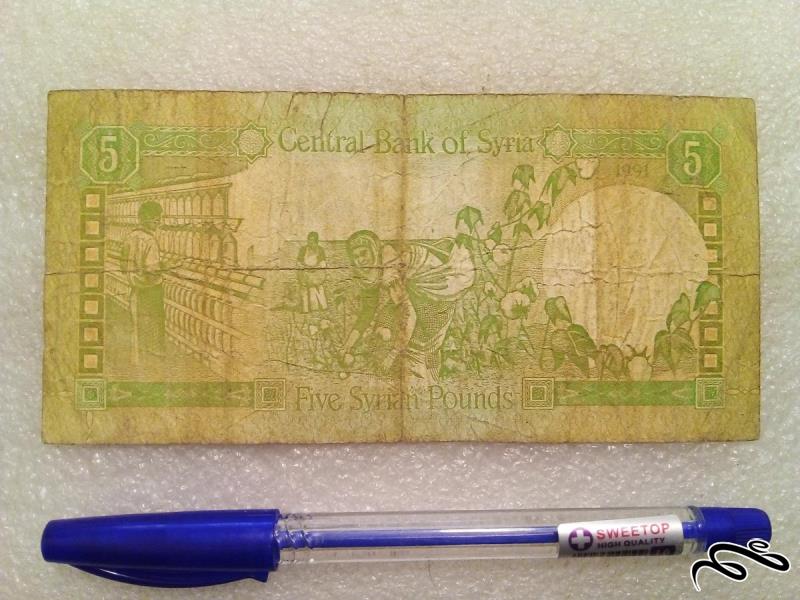 5 Central Bank of Syria 5
1991
Five Syrian Pounds
SWEETOP
HIGH QUALITY